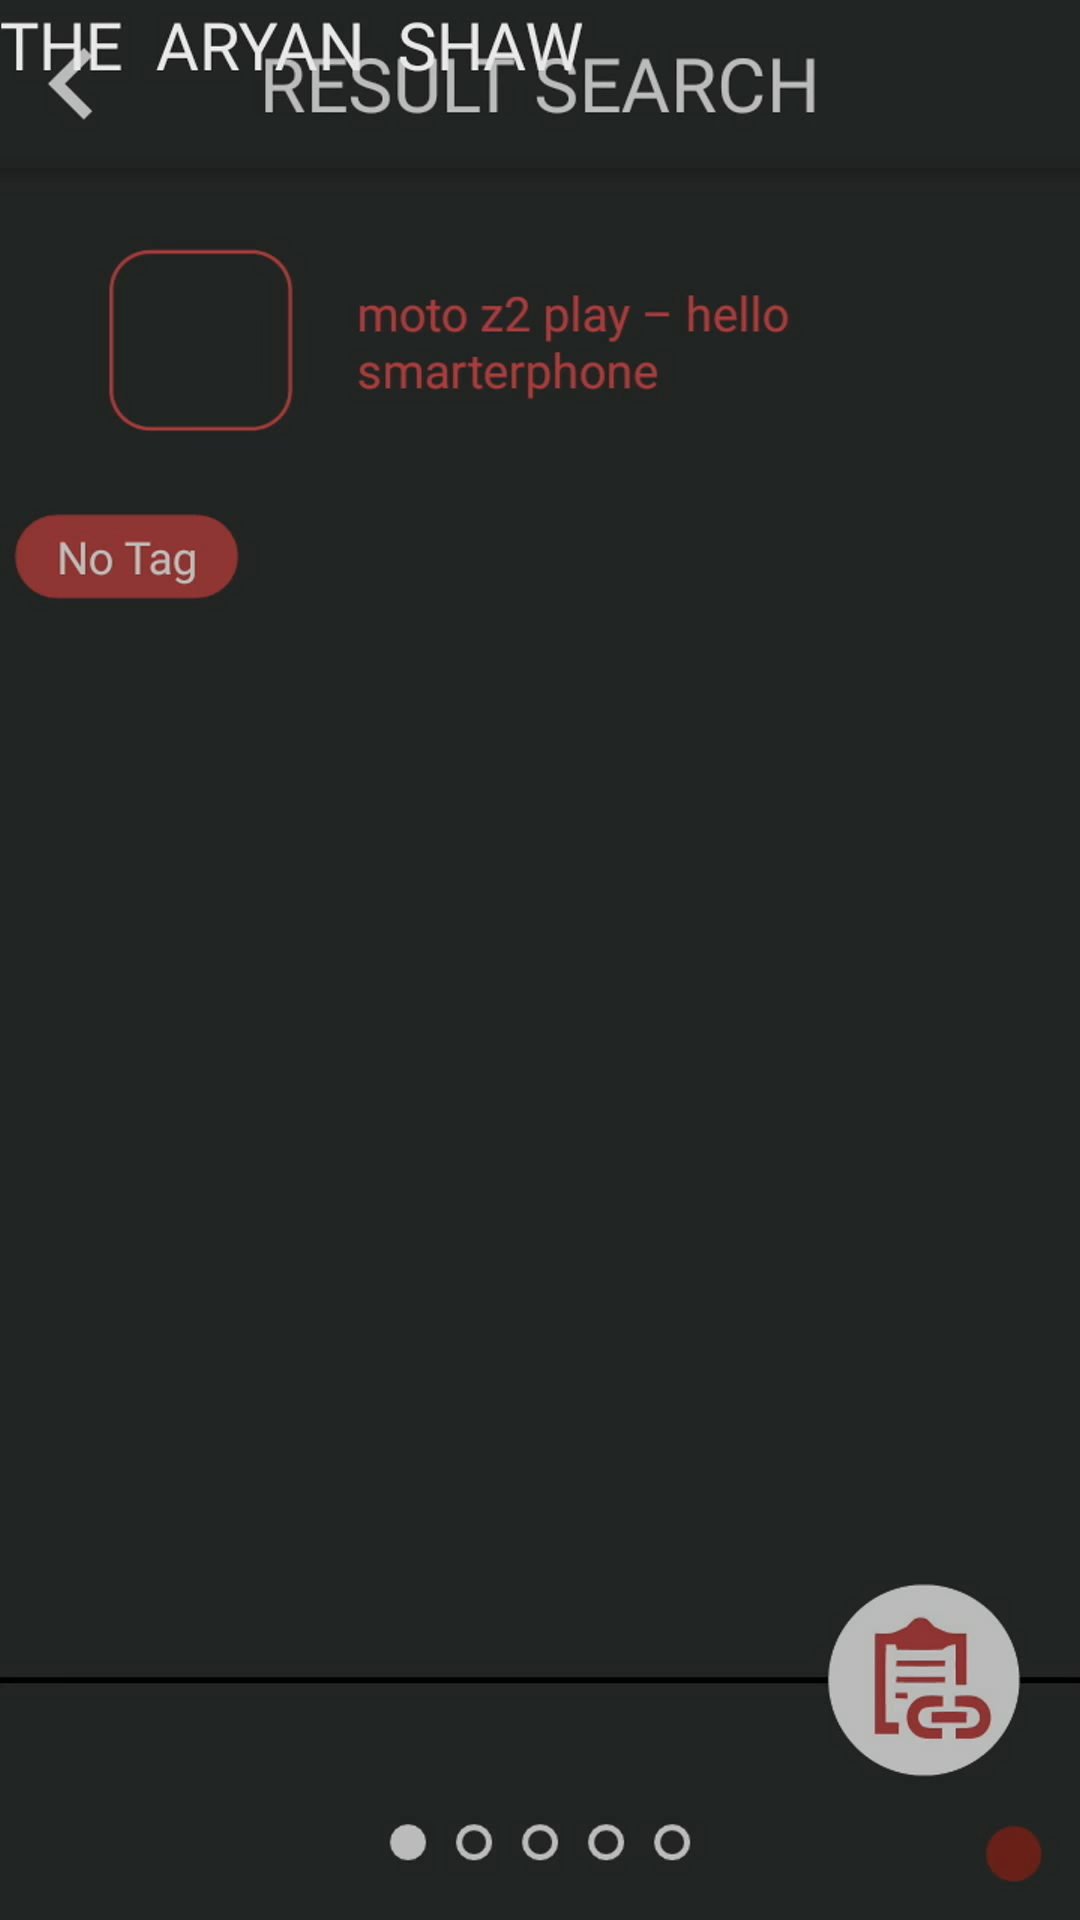 THE ARYAN SHAW
RESULT SEARCH
moto z2 play – hello
smarterphone
No Tag